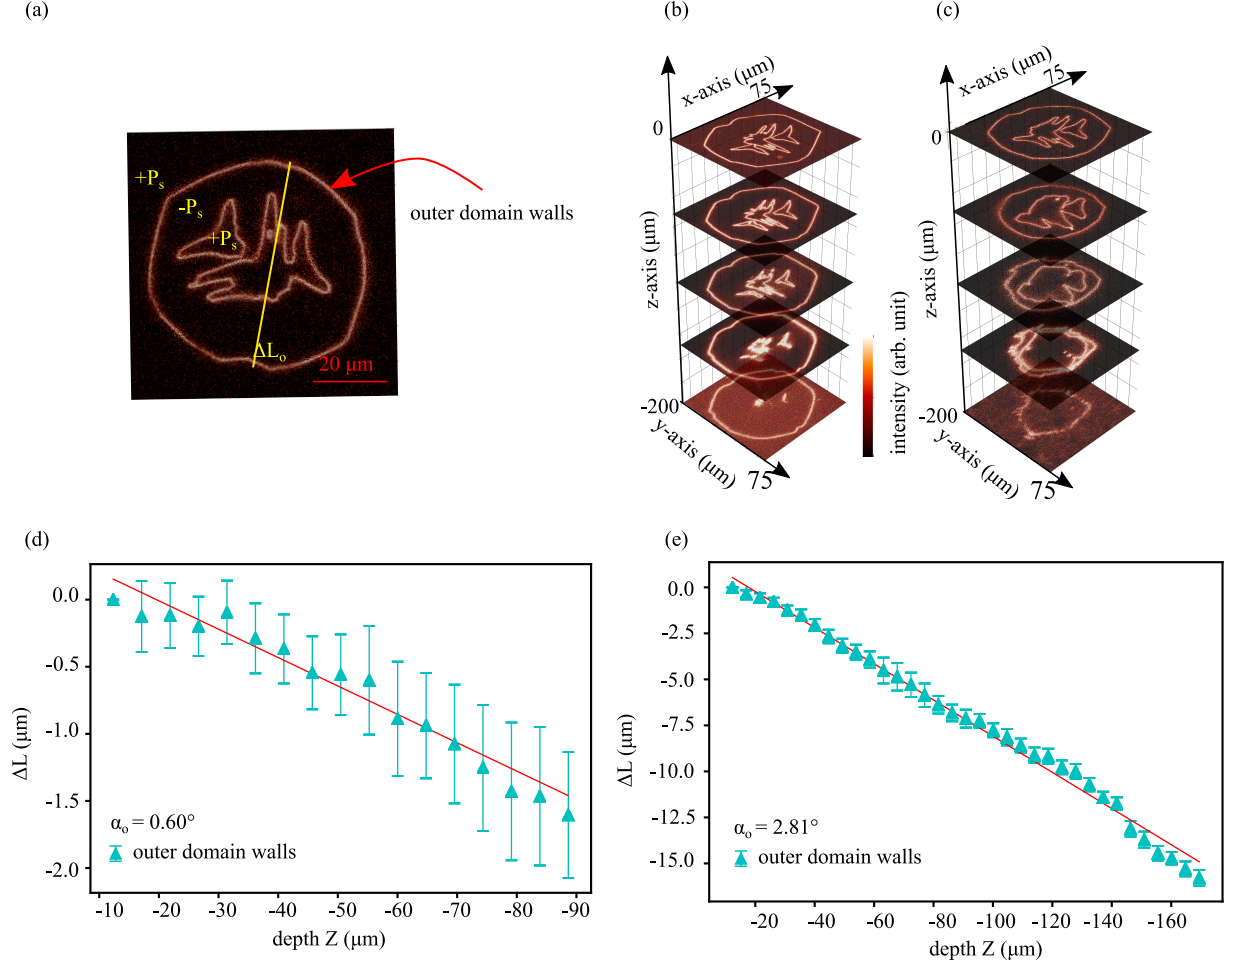 (a)
+Pₛ
-Pₛ
+Pₛ
ΔLₒ
20 μm
outer domain walls
(b)
x-axis (μm)
75
0
z-axis (μm)
-200
y-axis (μm)
75
intensity (arb. unit)
(c)
x-axis (μm)
75
0
z-axis (μm)
-200
y-axis (μm)
75
(d)
0.0
-0.5
-1.0
-1.5
-2.0
ΔL (μm)
αₒ = 0.60°
outer domain walls
-10 -20 -30 -40 -50 -60 -70 -80 -90
depth Z (μm)
(e)
0.0
-2.5
-5.0
-7.5
-10.0
-12.5
-15.0
ΔL (μm)
αₒ = 2.81°
outer domain walls
-20 -40 -60 -80 -100 -120 -140 -160
depth Z (μm)